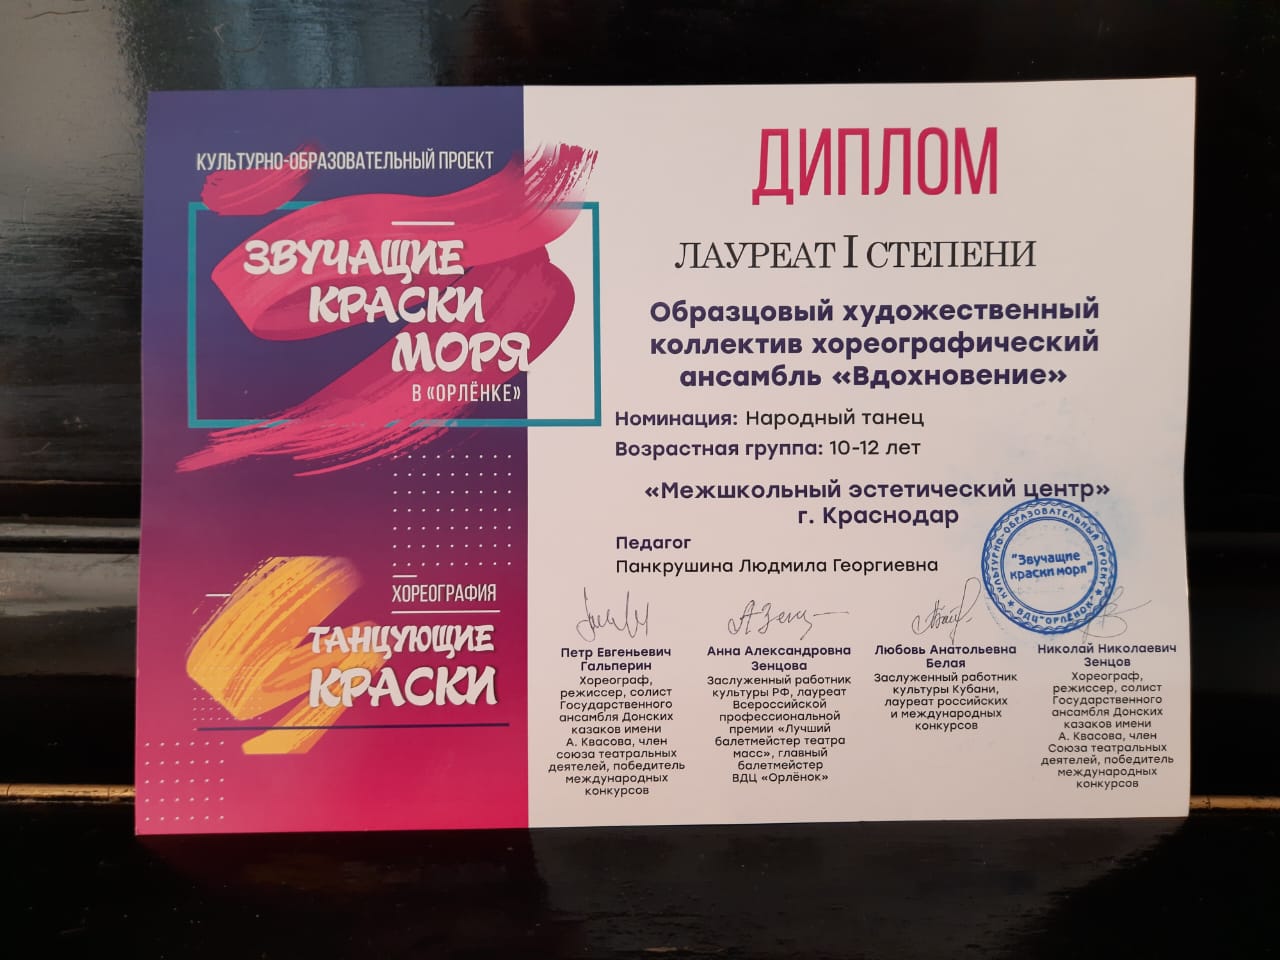 КУЛЬТУРНО-ОБРАЗОВАТЕЛЬНЫЙ ПРОЕКТ
ЗВУЧАЩИЕ
КРАСКИ
МОРЯ
В «ОРЛЁНКЕ»
ХОРЕОГРАФИЯ
ТАНЦУЮЩИЕ
КРАСКИ
ДИПЛОМ
ЛАУРЕАТ I СТЕПЕНИ
Образцовый художественный
коллектив хореографический
ансамбль «Вдохновение»
Номинация: Народный танец
Возрастная группа: 10-12 лет
«Межшкольный эстетический центр»
г. Краснодар
Педагог
Панкрушина Людмила Георгиевна
КУЛЬТУРНО-ОБРАЗОВАТЕЛЬНЫЙ ПРОЕКТ
"Звучащие
краски моря"
ВДЦ "ОРЛЁНОК"
Петр Евгеньевич
Гальперин
Хореограф,
режиссер, солист
Государственного
ансамбля Донских
казаков имени
А. Квасова, член
союза театральных
деятелей, победитель
международных
конкурсов
Анна Александровна
Зенцова
Заслуженный работник
культуры РФ, лауреат
Всероссийской
профессиональной
премии «Лучший
балетмейстер театра
масс», главный
балетмейстер
ВДЦ «Орлёнок»
Любовь Анатольевна
Белая
Заслуженный работник
культуры Кубани,
лауреат российских
и международных
конкурсов
Николай Николаевич
Зенцов
Хореограф,
режиссер, солист
Государственного
ансамбля Донских
казаков имени
А. Квасова, член
Союза театральных
деятелей, победитель
международных
конкурсов